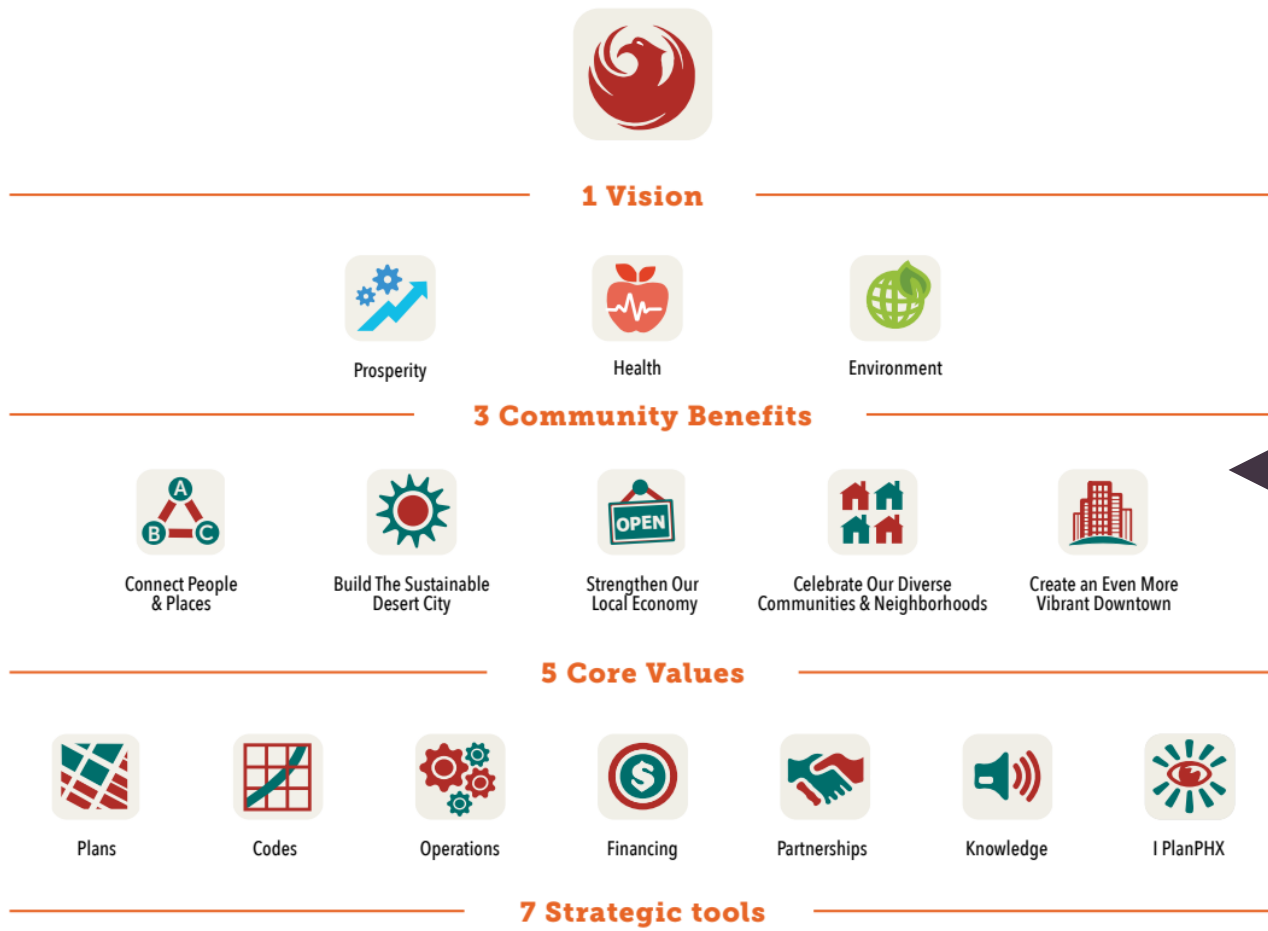 1 Vision
Prosperity
Health
Environment
3 Community Benefits
A
B C
OPEN
Connect People
& Places
Build The Sustainable
Desert City
Strengthen Our
Local Economy
Celebrate Our Diverse
Communities & Neighborhoods
Create an Even More
Vibrant Downtown
5 Core Values
$
Plans
Codes
Operations
Financing
Partnerships
Knowledge
I PlanPHX
7 Strategic tools